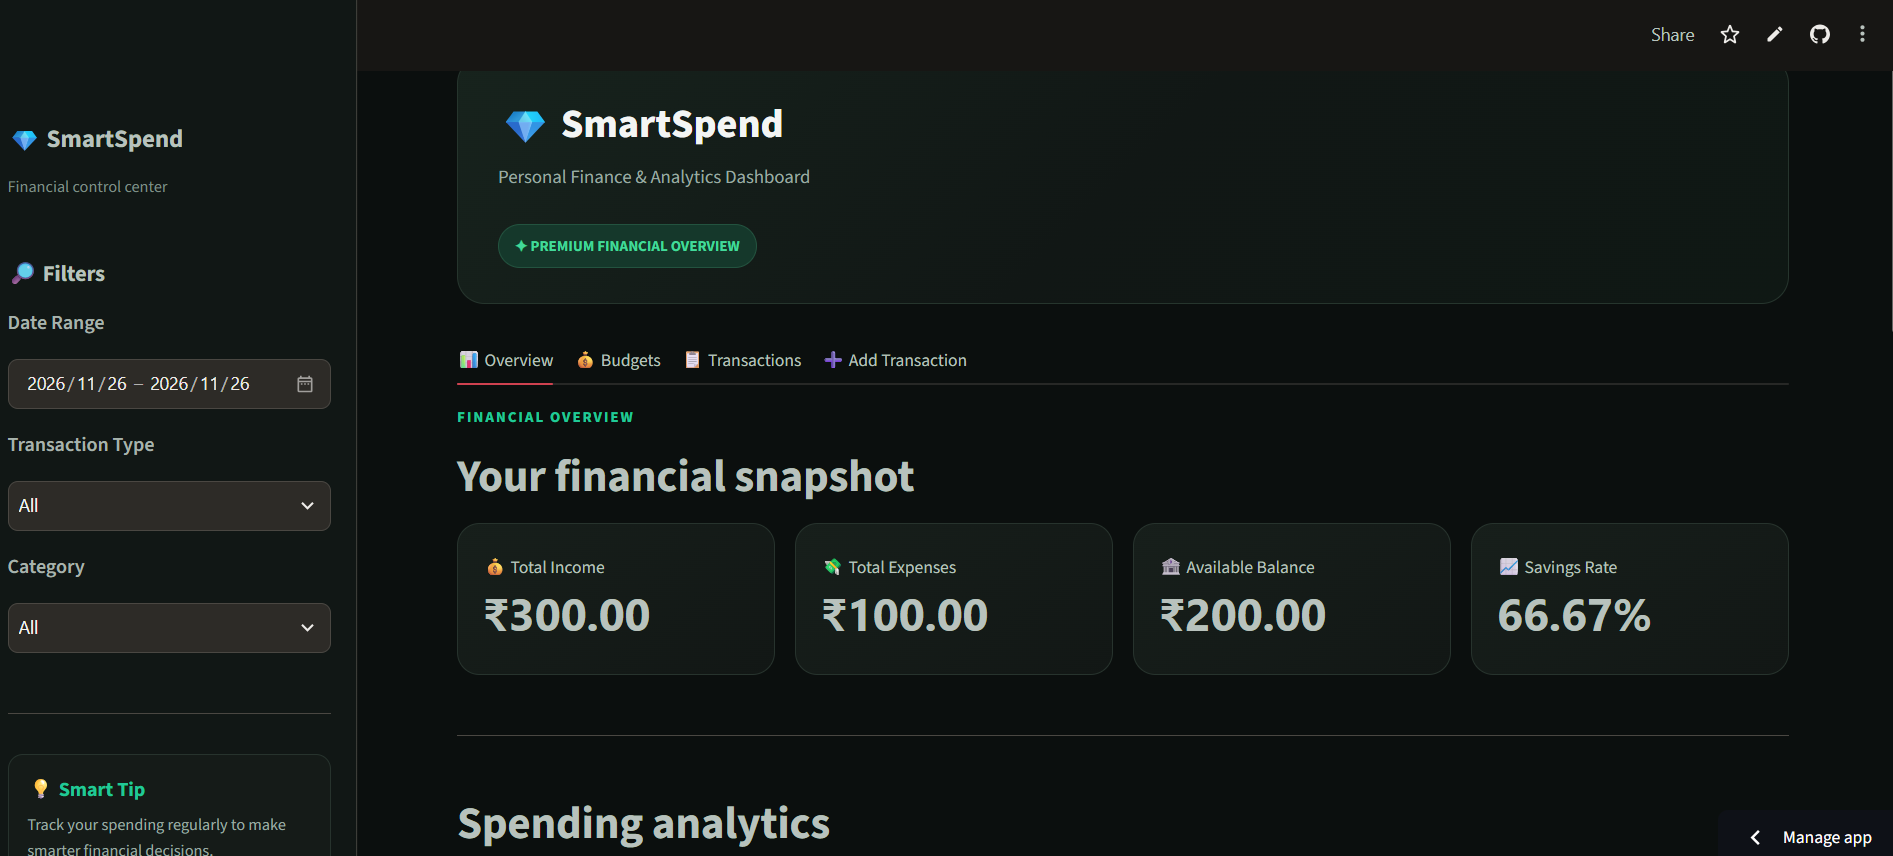 Share
SmartSpend
Financial control center
Filters
Date Range
2026/11/26 – 2026/11/26
Transaction Type
All
Category
All
Smart Tip
Track your spending regularly to make
smarter financial decisions.
SmartSpend
Personal Finance & Analytics Dashboard
✦ PREMIUM FINANCIAL OVERVIEW
Overview Budgets Transactions Add Transaction
FINANCIAL OVERVIEW
Your financial snapshot
Total Income
₹300.00
Total Expenses
₹100.00
Available Balance
₹200.00
Savings Rate
66.67%
Spending analytics
Manage app